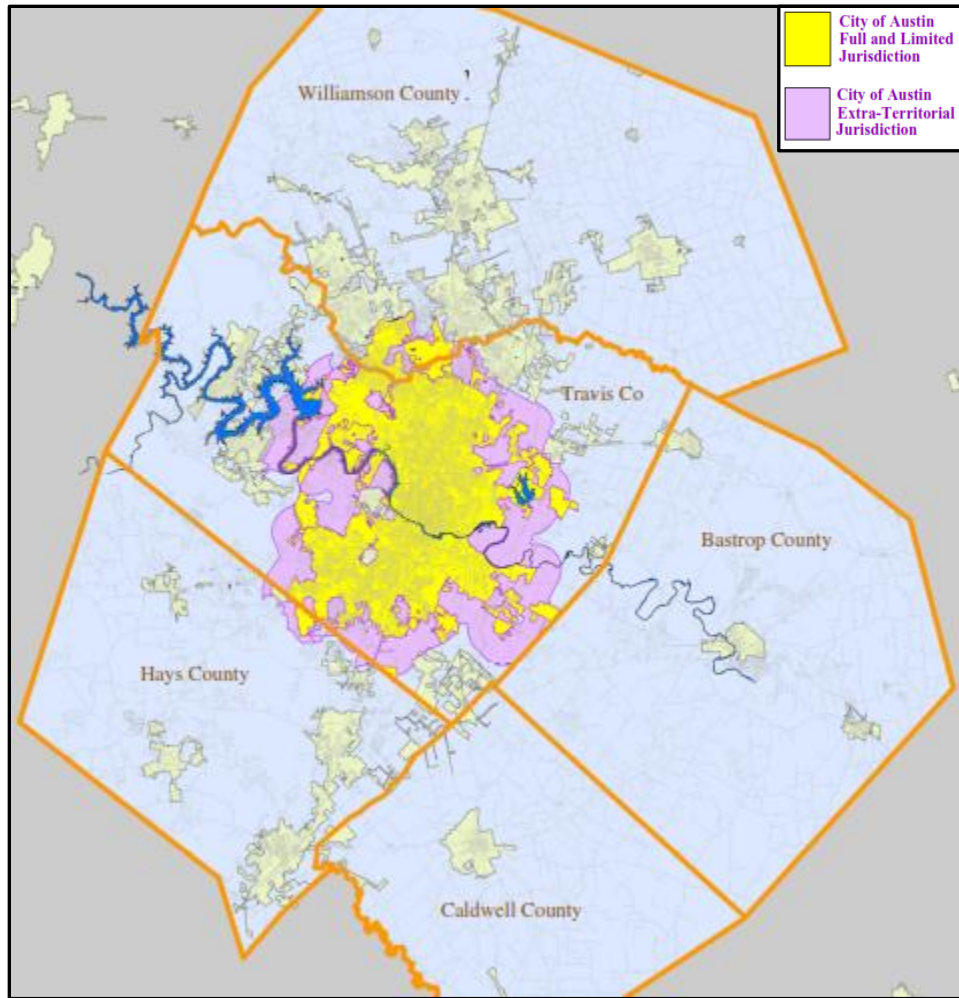 City of Austin
Full and Limited
Jurisdiction
City of Austin
Extra-Territorial
Jurisdiction
Williamson County
Travis Co
Bastrop County
Hays County
Caldwell County